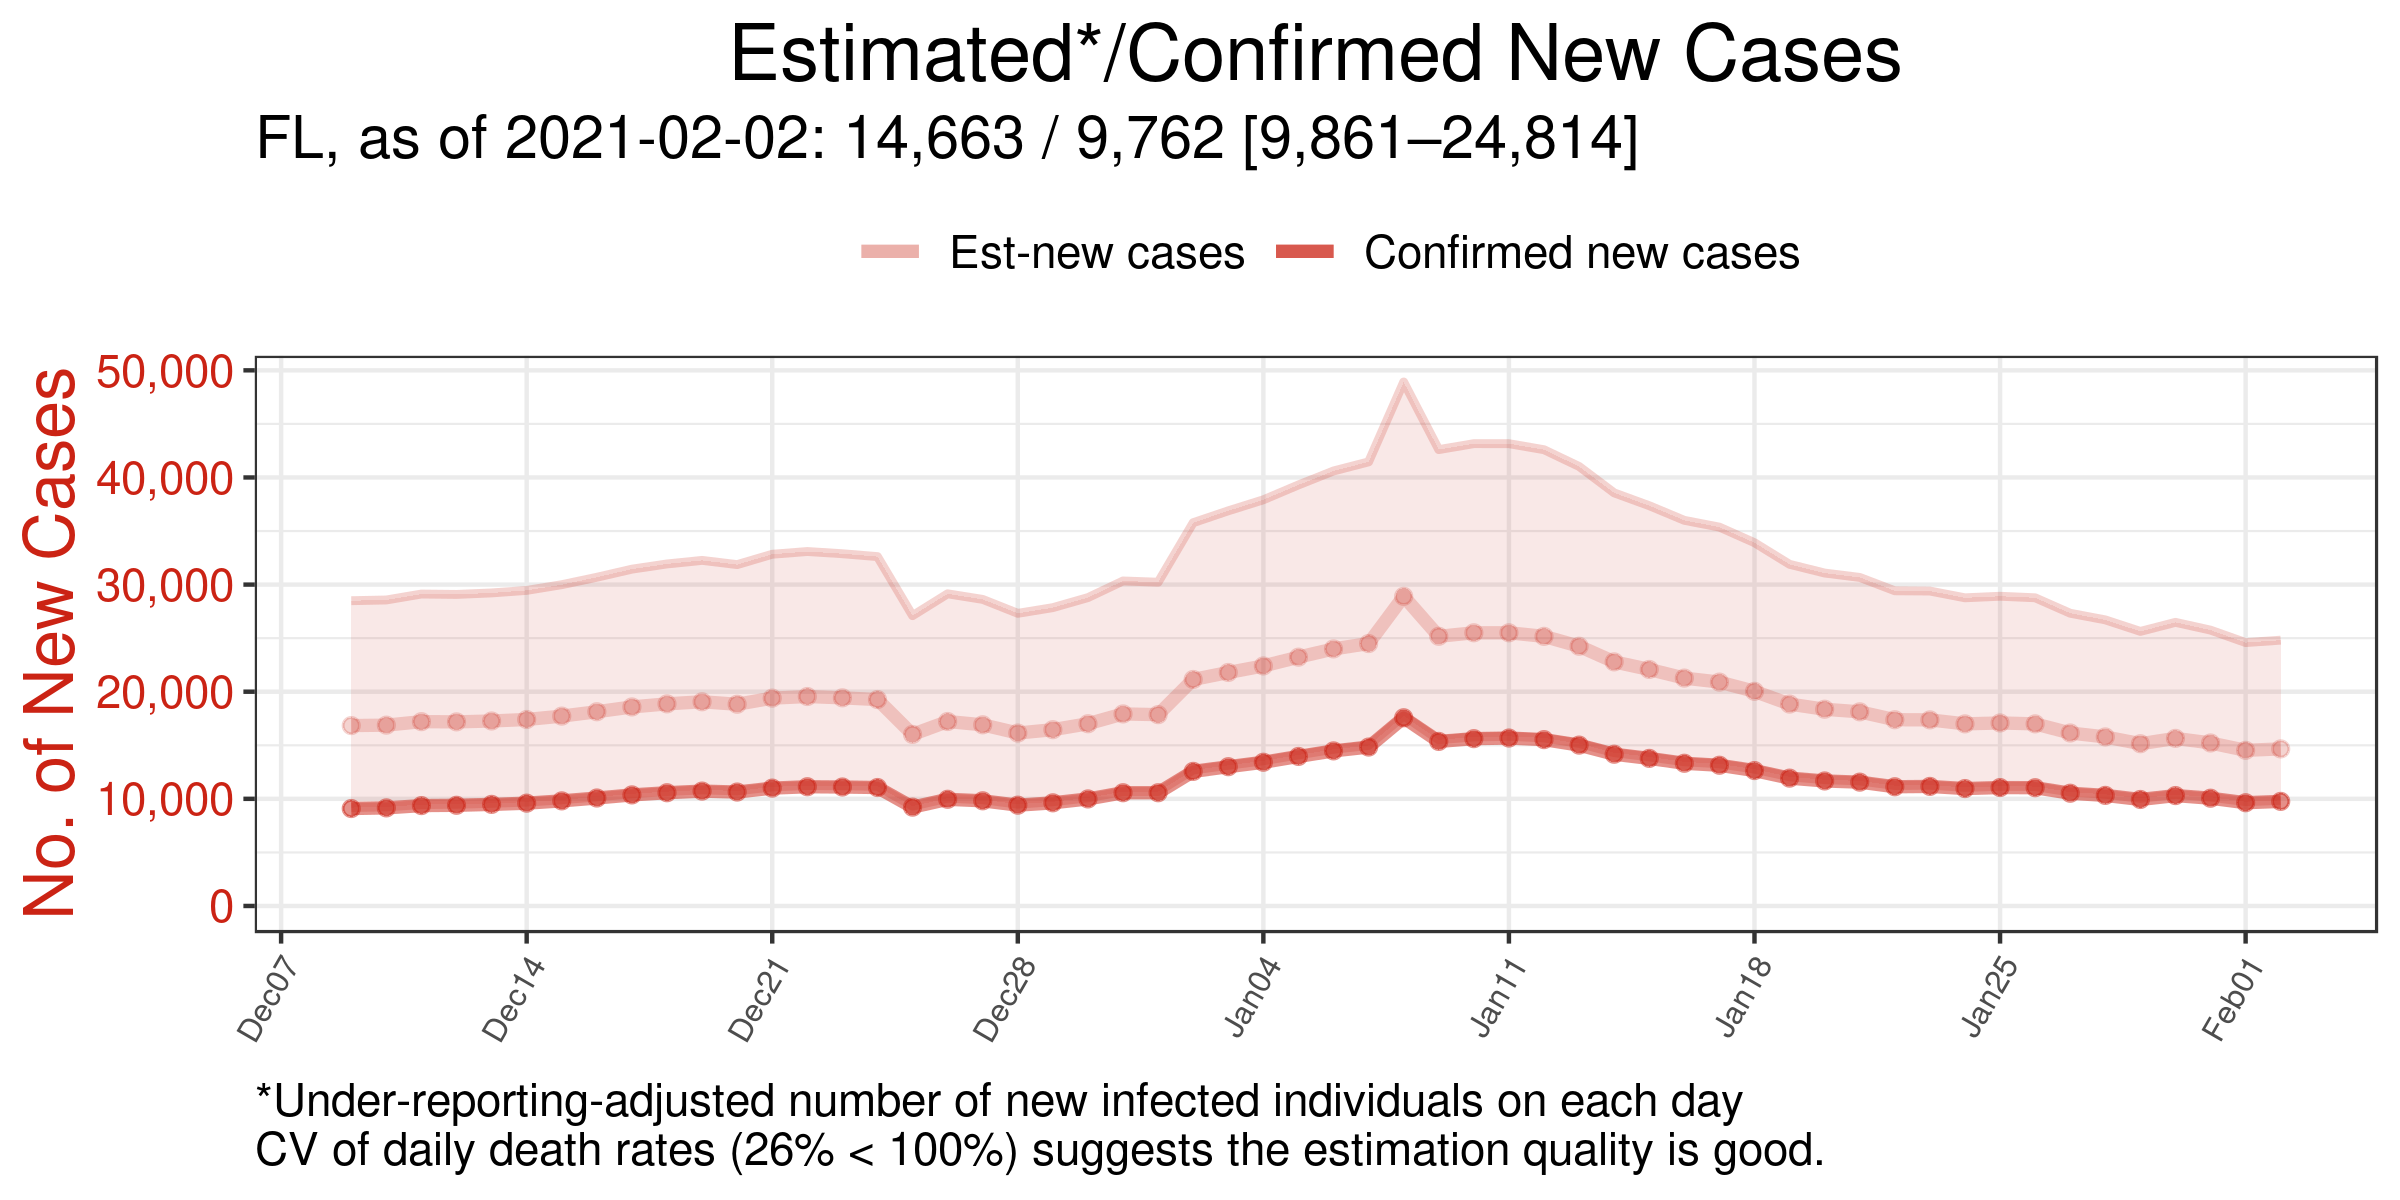 Estimated*/Confirmed New Cases
FL, as of 2021-02-02: 14,663 / 9,762 [9,861–24,814]
Est-new cases
Confirmed new cases
No. of New Cases
50,000
40,000
30,000
20,000
10,000
0
Dec07
Dec14
Dec21
Dec28
Jan04
Jan11
Jan18
Jan25
Feb01
*Under-reporting-adjusted number of new infected individuals on each day
CV of daily death rates (26% < 100%) suggests the estimation quality is good.